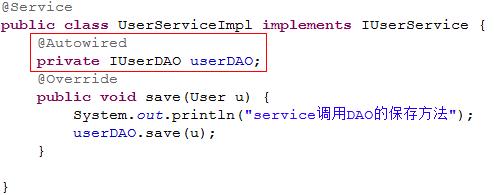 @Service
public class UserServiceImpl implements IUserService {
    @Autowired
    private IUserDAO userDAO;
    @Override
    public void save(User u) {
        System.out.println("service调用DAO的保存方法");
        userDAO.save(u);
    }
}